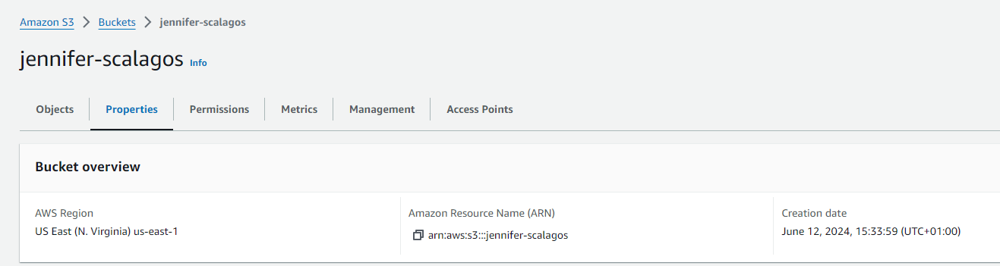 Amazon S3 > Buckets > jennifer-scalagos
jennifer-scalagos Info
Objects Properties Permissions Metrics Management Access Points
Bucket overview
AWS Region
US East (N. Virginia) us-east-1
Amazon Resource Name (ARN)
arn:aws:s3:::jennifer-scalagos
Creation date
June 12, 2024, 15:33:59 (UTC+01:00)